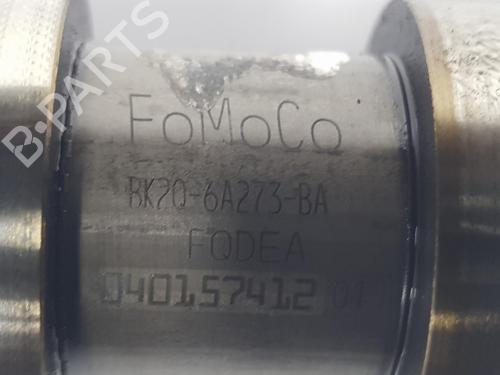 B-PARTS
FoMoCo
BK2Q-6A273-BA
FODEA
040157412 01